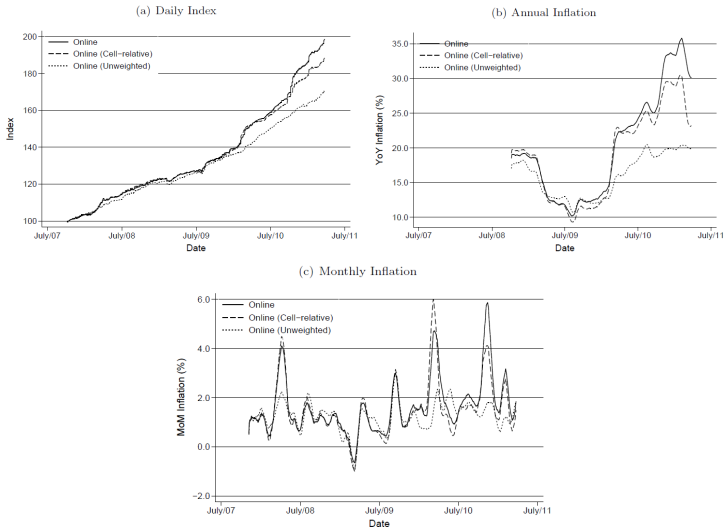 (a) Daily Index
200
180
160
140
120
100
Index
Online
Online (Cell-relative)
Online (Unweighted)
July/07 July/08 July/09 July/10 July/11
Date
(b) Annual Inflation
35.0
30.0
25.0
20.0
15.0
10.0
YoY Inflation (%)
Online
Online (Cell-relative)
Online (Unweighted)
July/07 July/08 July/09 July/10 July/11
Date
(c) Monthly Inflation
6.0
4.0
2.0
0.0
-2.0
MoM Inflation (%)
Online
Online (Cell-relative)
Online (Unweighted)
July/07 July/08 July/09 July/10 July/11
Date